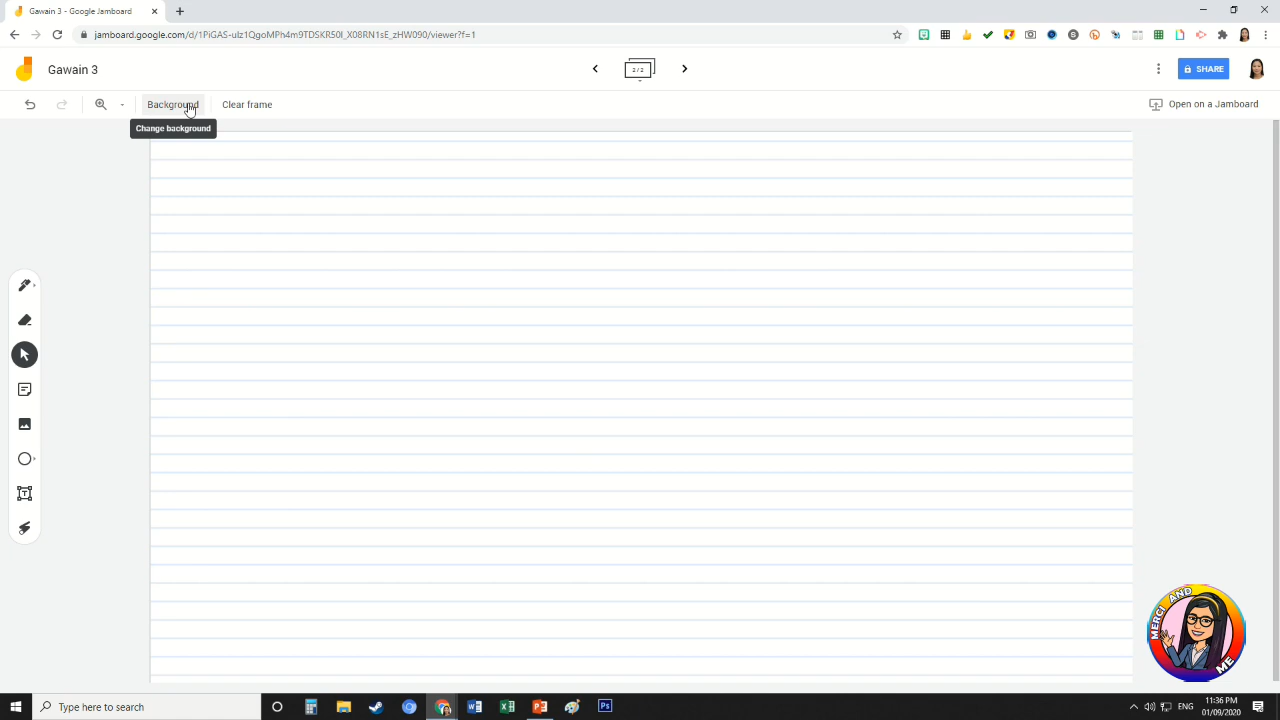 Gawain 3 - Google Jamboard
jamboard.google.com/d/1PiGAS-ulz1QgoMPh4m9TDSKR50I_X08RN1sE_zHW090/viewer?f=1
Gawain 3
2 / 2
SHARE
Background
Clear frame
Open on a Jamboard
Change background
MERCI AND ME
Type here to search
ENG
11:36 PM
01/09/2020